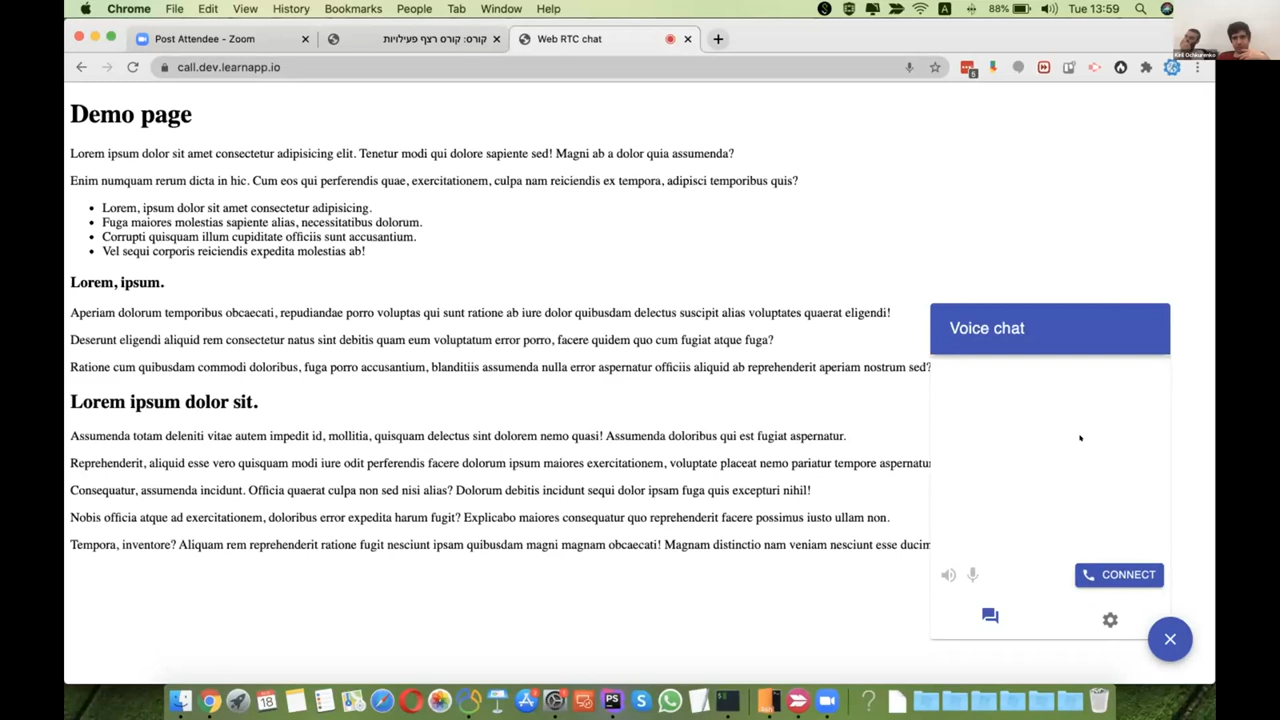 Chrome File Edit View History Bookmarks People Tab Window Help
A 88% Tue 13:59
Kiril Ochkurenko
Post Attendee - Zoom
קורס: קורס רצף פעילויות
Web RTC chat
call.dev.learnapp.io
6
Demo page
Lorem ipsum dolor sit amet consectetur adipisicing elit. Tenetur modi qui dolore sapiente sed! Magni ab a dolor quia assumenda?
Enim numquam rerum dicta in hic. Cum eos qui perferendis quae, exercitationem, culpa nam reiciendis ex tempora, adipisci temporibus quis?
• Lorem, ipsum dolor sit amet consectetur adipisicing.
• Fuga maiores molestias sapiente alias, necessitatibus dolorum.
• Corrupti quisquam illum cupiditate officiis sunt accusantium.
• Vel sequi corporis reiciendis expedita molestias ab!
Lorem, ipsum.
Aperiam dolorum temporibus obcaecati, repudiandae porro voluptas qui sunt ratione ab iure dolor quibusdam delectus suscipit alias voluptates quaerat eligendi!
Deserunt eligendi aliquid rem consectetur natus sint debitis quam eum voluptatum error porro, facere quidem quo cum fugiat atque fuga?
Ratione cum quibusdam commodi doloribus, fuga porro accusantium, blanditiis assumenda nulla error aspernatur officiis aliquid ab reprehenderit aperiam nostrum sed?
Lorem ipsum dolor sit.
Assumenda totam deleniti vitae autem impedit id, mollitia, quisquam delectus sint dolorem nemo quasi! Assumenda doloribus qui est fugiat aspernatur.
Reprehenderit, aliquid esse vero quisquam modi iure odit perferendis facere dolorum ipsum maiores exercitationem, voluptate placeat nemo pariatur tempore aspernatur
Consequatur, assumenda incidunt. Officia quaerat culpa non sed nisi alias? Dolorum debitis incidunt sequi dolor ipsam fuga quis excepturi nihil!
Nobis officia atque ad exercitationem, doloribus error expedita harum fugit? Explicabo maiores consequatur quo reprehenderit facere possimus iusto ullam non.
Tempora, inventore? Aliquam rem reprehenderit ratione fugit nesciunt ipsam quibusdam magni magnam obcaecati! Magnam distinctio nam veniam nesciunt esse ducim
Voice chat
CONNECT
18
PS